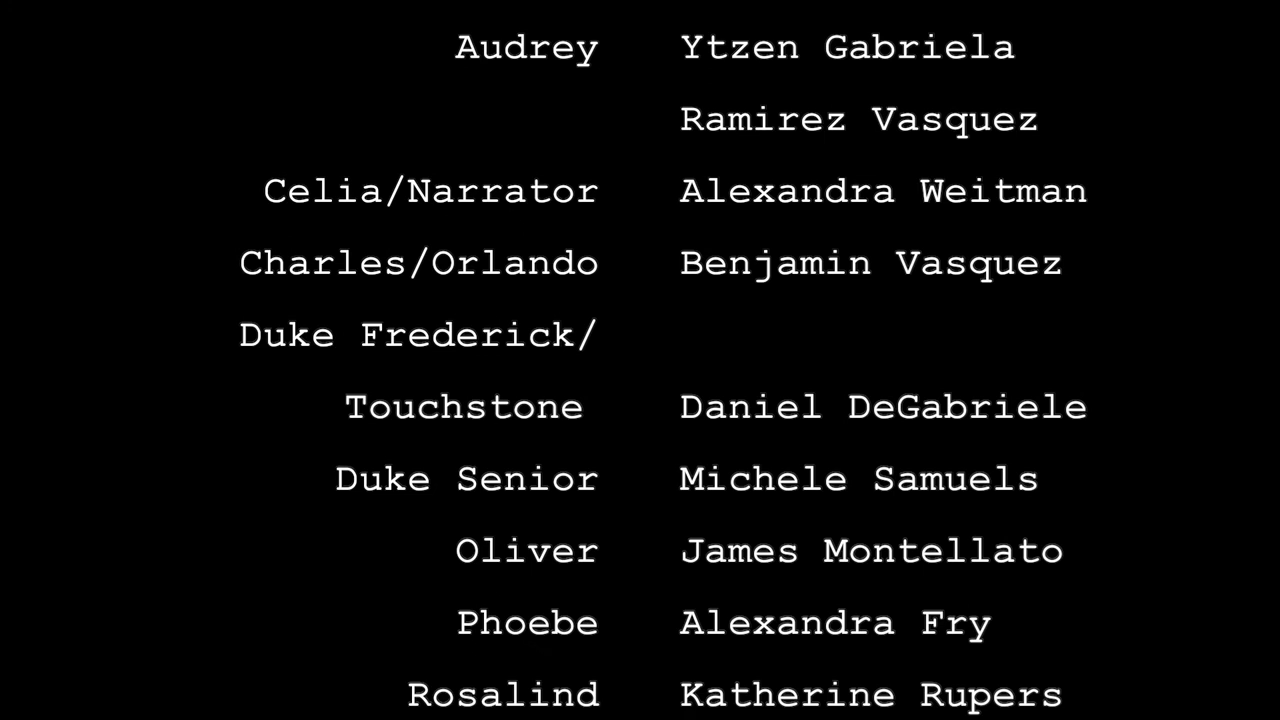 Audrey Ytzen Gabriela
Ramirez Vasquez
Celia/Narrator Alexandra Weitman
Charles/Orlando Benjamin Vasquez
Duke Frederick/
Touchstone Daniel DeGabriele
Duke Senior Michele Samuels
Oliver James Montellato
Phoebe Alexandra Fry
Rosalind Katherine Rupers